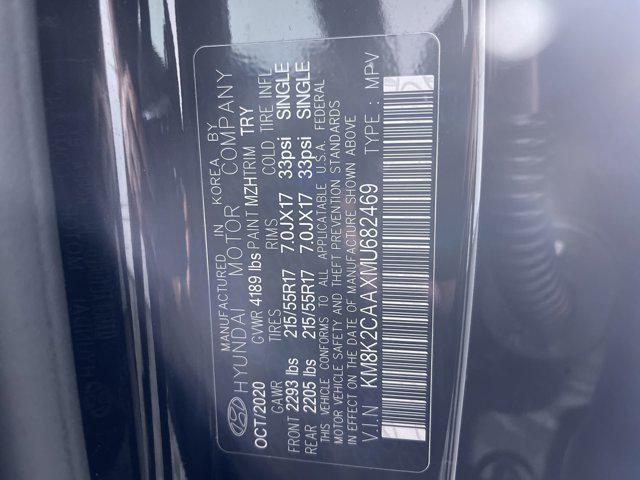 MANUFACTURED IN KOREA BY
HYUNDAI MOTOR COMPANY
OCT/2020 GVWR 4189 lbs PAINT MZH TRIM TRY
GAWR TIRES RIMS COLD TIRE INFL
FRONT 2293 lbs 215/55R17 7.0JX17 33psi SINGLE
REAR 2205 lbs 215/55R17 7.0JX17 33psi SINGLE
THIS VEHICLE CONFORMS TO ALL APPLICABLE U.S.A. FEDERAL
MOTOR VEHICLE SAFETY AND THEFT PREVENTION STANDARDS
IN EFFECT ON THE DATE OF MANUFACTURE SHOWN ABOVE
V.I.N : KM8K2CAAXMU682469 TYPE : MPV